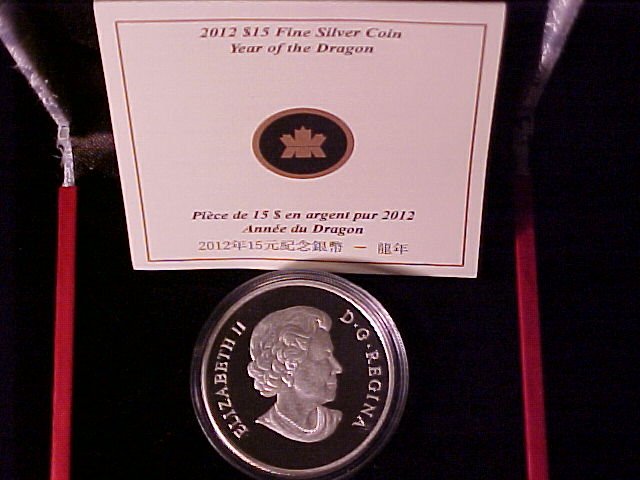 2012 $15 Fine Silver Coin
Year of the Dragon
Pièce de 15 $ en argent pur 2012
Année du Dragon
2012年15元記念銀幣 － 龍年
ELIZABETH II
D·G·REGINA